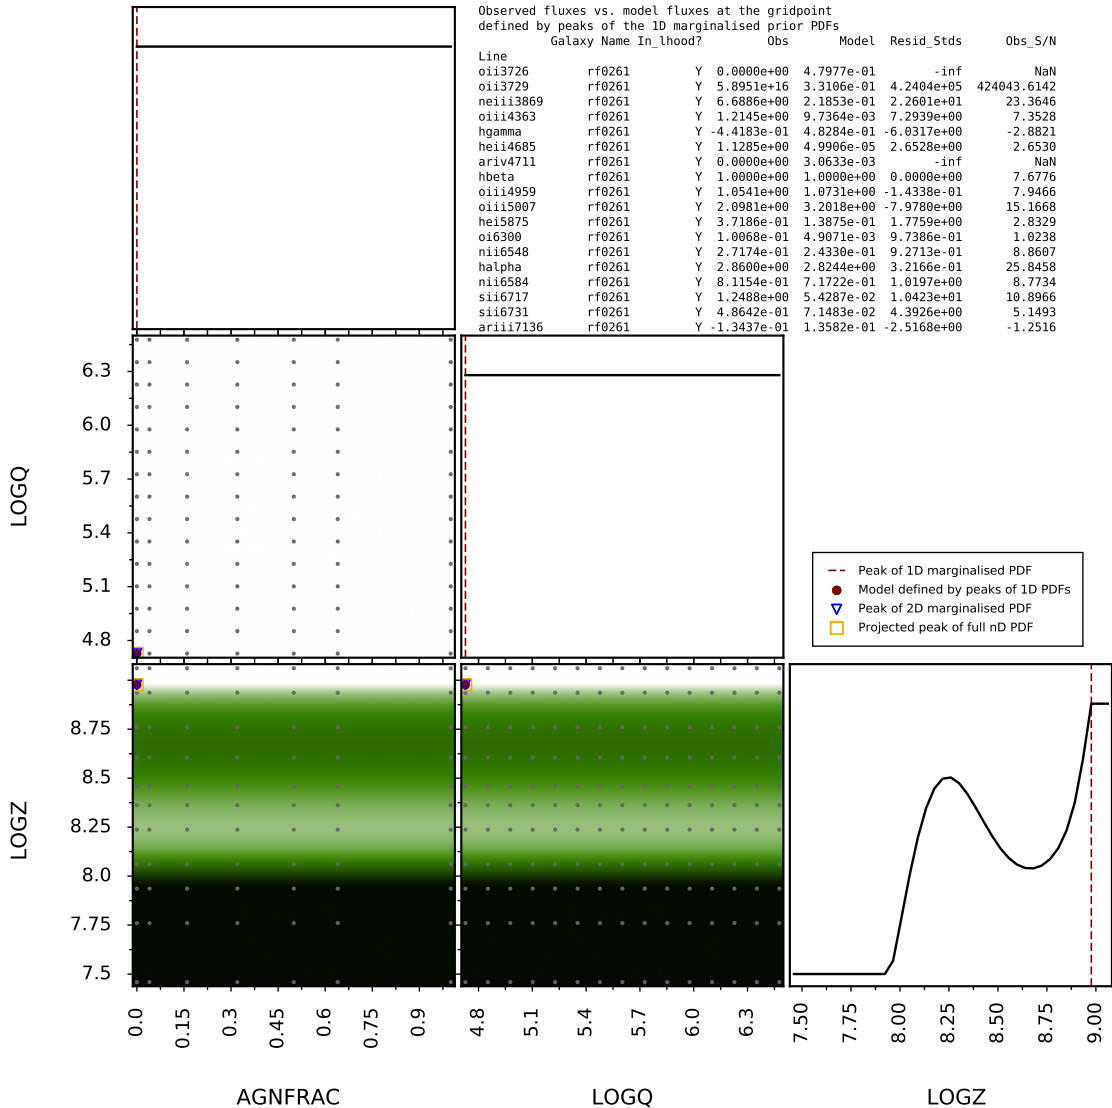 Observed fluxes vs. model fluxes at the gridpoint
defined by peaks of the 1D marginalised prior PDFs
Galaxy Name In_lhood? Obs Model Resid_Stds Obs_S/N
Line
oii3726 rf0261 Y 0.0000e+00 4.7977e-01 -inf NaN
oii3729 rf0261 Y 5.8951e+16 3.3106e-01 4.2404e+05 424043.6142
neiii3869 rf0261 Y 6.6886e+00 2.1853e-01 2.2601e+01 23.3646
oiii4363 rf0261 Y 1.2145e+00 9.7364e-03 7.2939e+00 7.3528
hgamma rf0261 Y -4.4183e-01 4.8284e-01 -6.0317e+00 -2.8821
heii4685 rf0261 Y 1.1285e+00 4.9906e-05 2.6528e+00 2.6530
ariv4711 rf0261 Y 0.0000e+00 3.0633e-03 -inf NaN
hbeta rf0261 Y 1.0000e+00 1.0000e+00 0.0000e+00 7.6776
oiii4959 rf0261 Y 1.0541e+00 1.0731e+00 -1.4338e-01 7.9466
oiii5007 rf0261 Y 2.0981e+00 3.2018e+00 -7.9780e+00 15.1668
hei5875 rf0261 Y 3.7186e-01 1.3875e-01 1.7759e+00 2.8329
oi6300 rf0261 Y 1.0068e-01 4.9071e-03 9.7386e-01 1.0238
nii6548 rf0261 Y 2.7174e-01 2.4330e-01 9.2713e-01 8.8607
halpha rf0261 Y 2.8600e+00 2.8244e+00 3.2166e-01 25.8458
nii6584 rf0261 Y 8.1154e-01 7.1722e-01 1.0197e+00 8.7734
sii6717 rf0261 Y 1.2488e+00 5.4287e-02 1.0423e+01 10.8966
sii6731 rf0261 Y 4.8642e-01 7.1483e-02 4.3926e+00 5.1493
ariii7136 rf0261 Y -1.3437e-01 1.3582e-01 -2.5168e+00 -1.2516
6.3
6.0
5.7
5.4
5.1
4.8
LOGQ
Peak of 1D marginalised PDF
Model defined by peaks of 1D PDFs
Peak of 2D marginalised PDF
Projected peak of full nD PDF
8.75
8.5
8.25
8.0
7.75
7.5
LOGZ
0.0 0.15 0.3 0.45 0.6 0.75 0.9
4.8 5.1 5.4 5.7 6.0 6.3
7.50 7.75 8.00 8.25 8.50 8.75 9.00
AGNFRAC LOGQ LOGZ